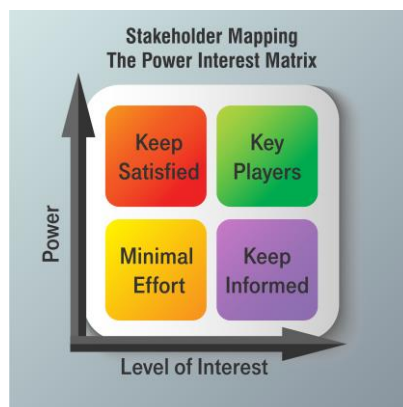 Stakeholder Mapping
The Power Interest Matrix
Keep
Satisfied
Key
Players
Power
Minimal
Effort
Keep
Informed
Level of Interest